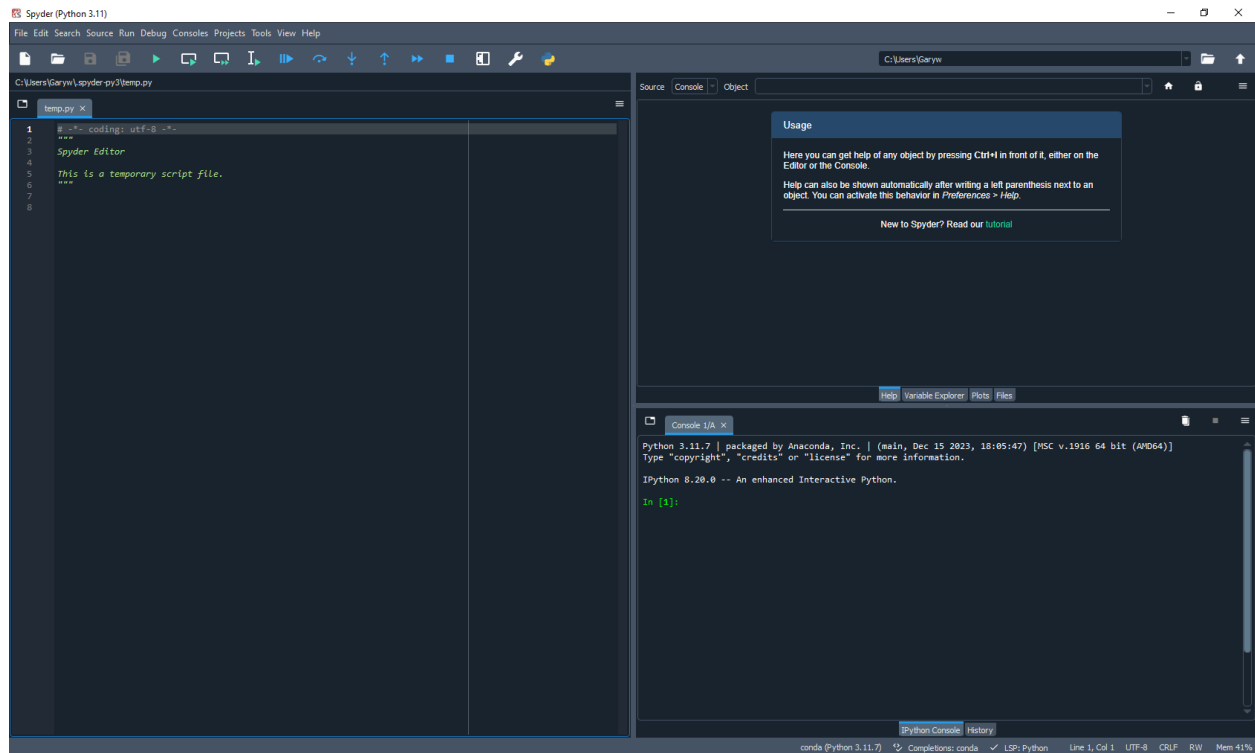 Spyder (Python 3.11)
File Edit Search Source Run Debug Consoles Projects Tools View Help
C:\Users\Garyw
C:\Users\Garyw\.spyder-py3\temp.py
temp.py
1 # -*- coding: utf-8 -*-
2 """
3 Spyder Editor
4
5 This is a temporary script file.
6 """
7
8
Source Console Object
Usage
Here you can get help of any object by pressing Ctrl+I in front of it, either on the
Editor or the Console.
Help can also be shown automatically after writing a left parenthesis next to an
object. You can activate this behavior in Preferences > Help.
New to Spyder? Read our tutorial
Help Variable Explorer Plots Files
Console 1/A
Python 3.11.7 | packaged by Anaconda, Inc. | (main, Dec 15 2023, 18:05:47) [MSC v.1916 64 bit (AMD64)]
Type "copyright", "credits" or "license" for more information.
IPython 8.20.0 -- An enhanced Interactive Python.
In [1]:
IPython Console History
conda (Python 3.11.7) Completions: conda ✓ LSP: Python Line 1, Col 1 UTF-8 CRLF RW Mem 41%